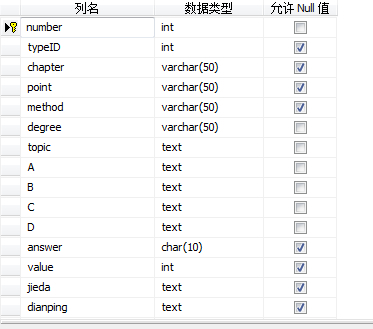 列名 数据类型 允许 Null 值
number int
typeID int
chapter varchar(50)
point varchar(50)
method varchar(50)
degree varchar(50)
topic text
A text
B text
C text
D text
answer char(10)
value int
jieda text
dianping text